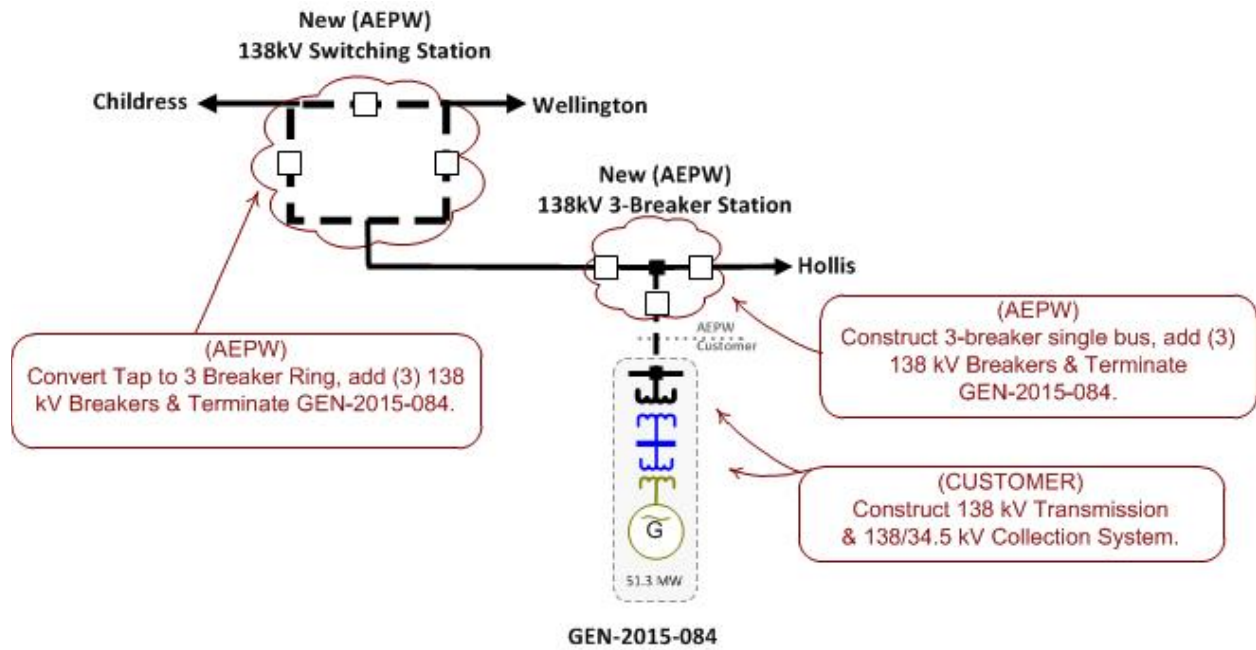 New (AEPW)
138kV Switching Station
Childress
Wellington
New (AEPW)
138kV 3-Breaker Station
Hollis
(AEPW)
Convert Tap to 3 Breaker Ring, add (3) 138
kV Breakers & Terminate GEN-2015-084.
(AEPW)
Construct 3-breaker single bus, add (3)
138 kV Breakers & Terminate
GEN-2015-084.
AEPW
Customer
(CUSTOMER)
Construct 138 kV Transmission
& 138/34.5 kV Collection System.
G
51.3 MW
GEN-2015-084